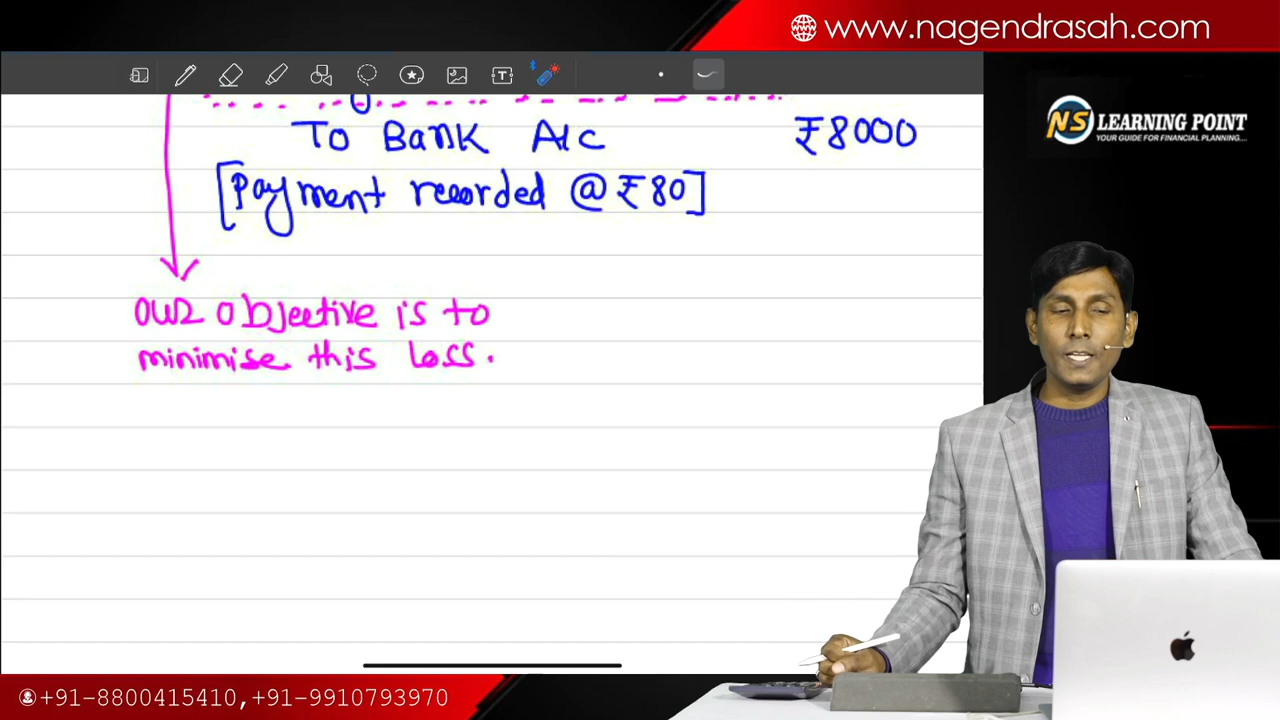 www.nagendrasah.com
NS LEARNING POINT
YOUR GUIDE FOR FINANCIAL PLANNING....
To Bank A/c ₹8000
[Payment recorded @ ₹80]
OUR objective is to
minimise this loss.
+91-8800415410,+91-9910793970